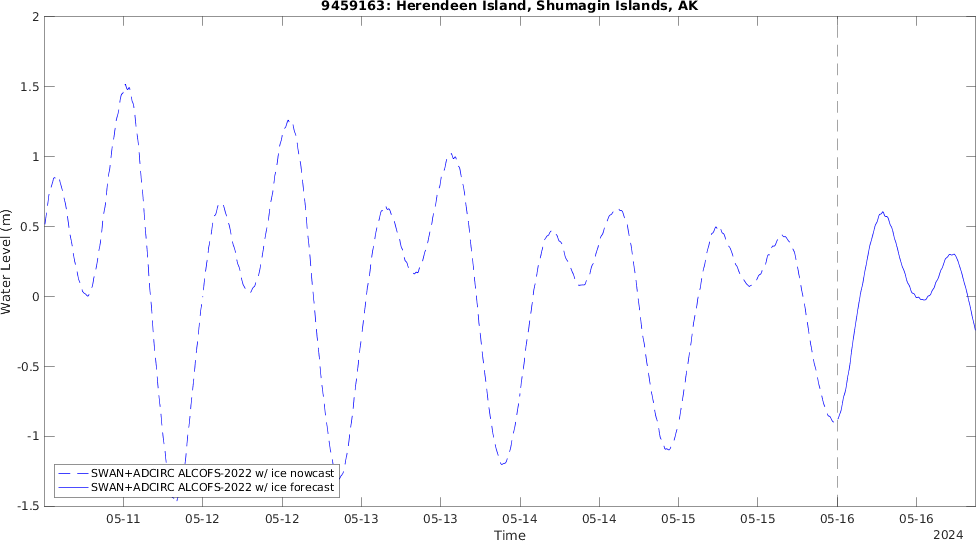 9459163: Herendeen Island, Shumagin Islands, AK
2
1.5
1
0.5
0
-0.5
-1
-1.5
Water Level (m)
SWAN+ADCIRC ALCOFS-2022 w/ ice nowcast
SWAN+ADCIRC ALCOFS-2022 w/ ice forecast
05-11 05-12 05-12 05-13 05-13 05-14 05-14 05-15 05-15 05-16 05-16
Time
2024